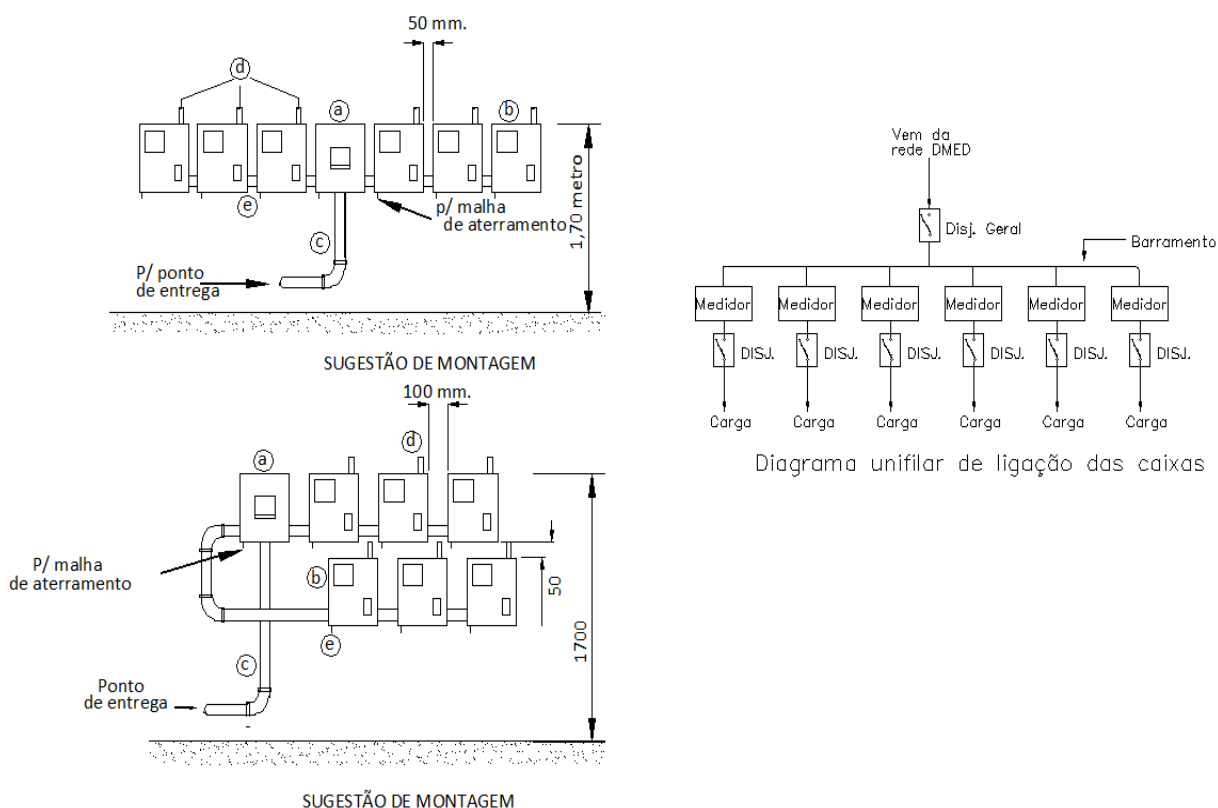 50 mm.
d
a
b
e
p/ malha
de aterramento
c
P/ ponto
de entrega
1,70 metro
SUGESTÃO DE MONTAGEM
100 mm.
d
a
P/ malha
de aterramento
b
e
50
1700
c
Ponto
de entrega
SUGESTÃO DE MONTAGEM
Vem da
rede DMED
Disj. Geral
Barramento
Medidor Medidor Medidor Medidor Medidor Medidor
DISJ. DISJ. DISJ. DISJ. DISJ. DISJ.
Carga Carga Carga Carga Carga Carga
Diagrama unifilar de ligação das caixas